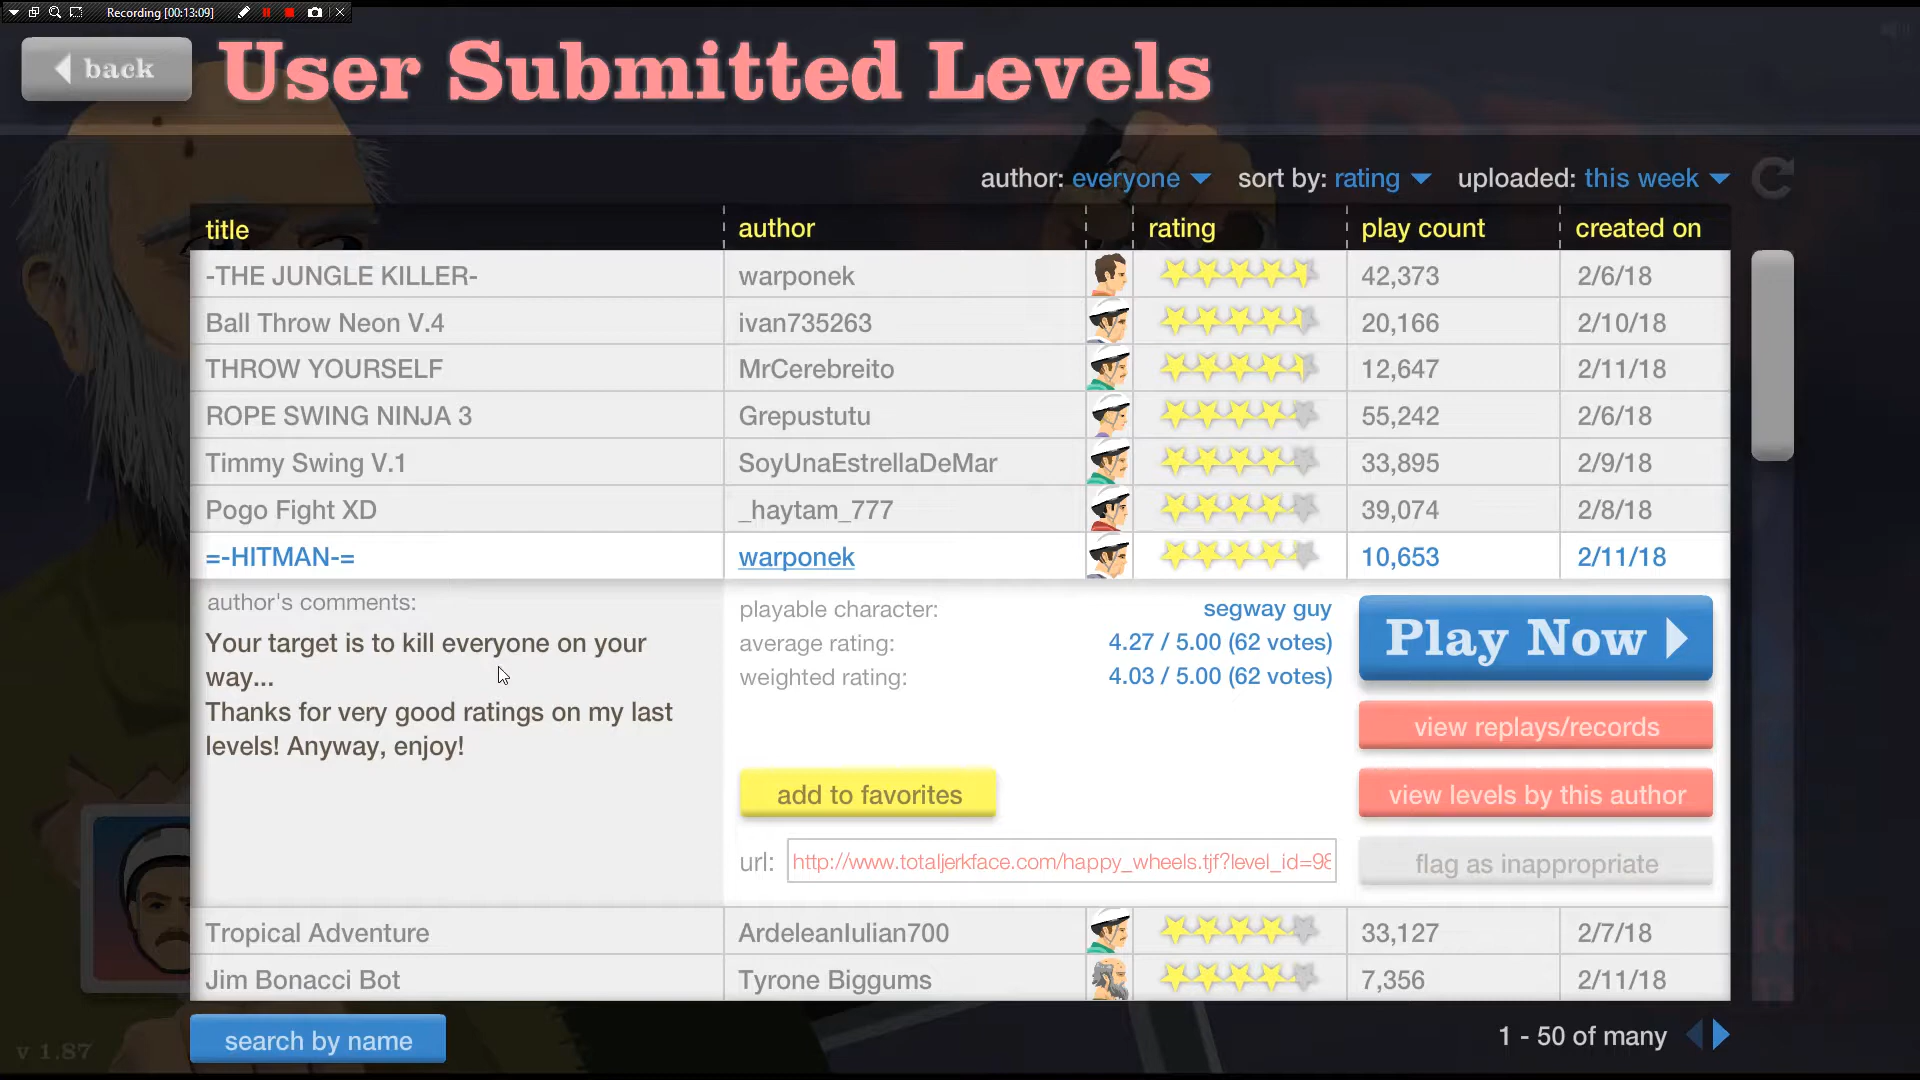 Recording [00:13:09]
back
User Submitted Levels
author: everyone sort by: rating uploaded: this week
title author rating play count created on
-THE JUNGLE KILLER- warponek 42,373 2/6/18
Ball Throw Neon V.4 ivan735263 20,166 2/10/18
THROW YOURSELF MrCerebreito 12,647 2/11/18
ROPE SWING NINJA 3 Grepustutu 55,242 2/6/18
Timmy Swing V.1 SoyUnaEstrellaDeMar 33,895 2/9/18
Pogo Fight XD _haytam_777 39,074 2/8/18
=-HITMAN-= warponek 10,653 2/11/18
author's comments:
Your target is to kill everyone on your
way...
Thanks for very good ratings on my last
levels! Anyway, enjoy!
playable character: segway guy
average rating: 4.27 / 5.00 (62 votes)
weighted rating: 4.03 / 5.00 (62 votes)
add to favorites
url: http://www.totaljerkface.com/happy_wheels.tjf?level_id=98
Play Now
view replays/records
view levels by this author
flag as inappropriate
Tropical Adventure ArdeleanIulian700 33,127 2/7/18
Jim Bonacci Bot Tyrone Biggums 7,356 2/11/18
search by name
1 - 50 of many
v 1.87